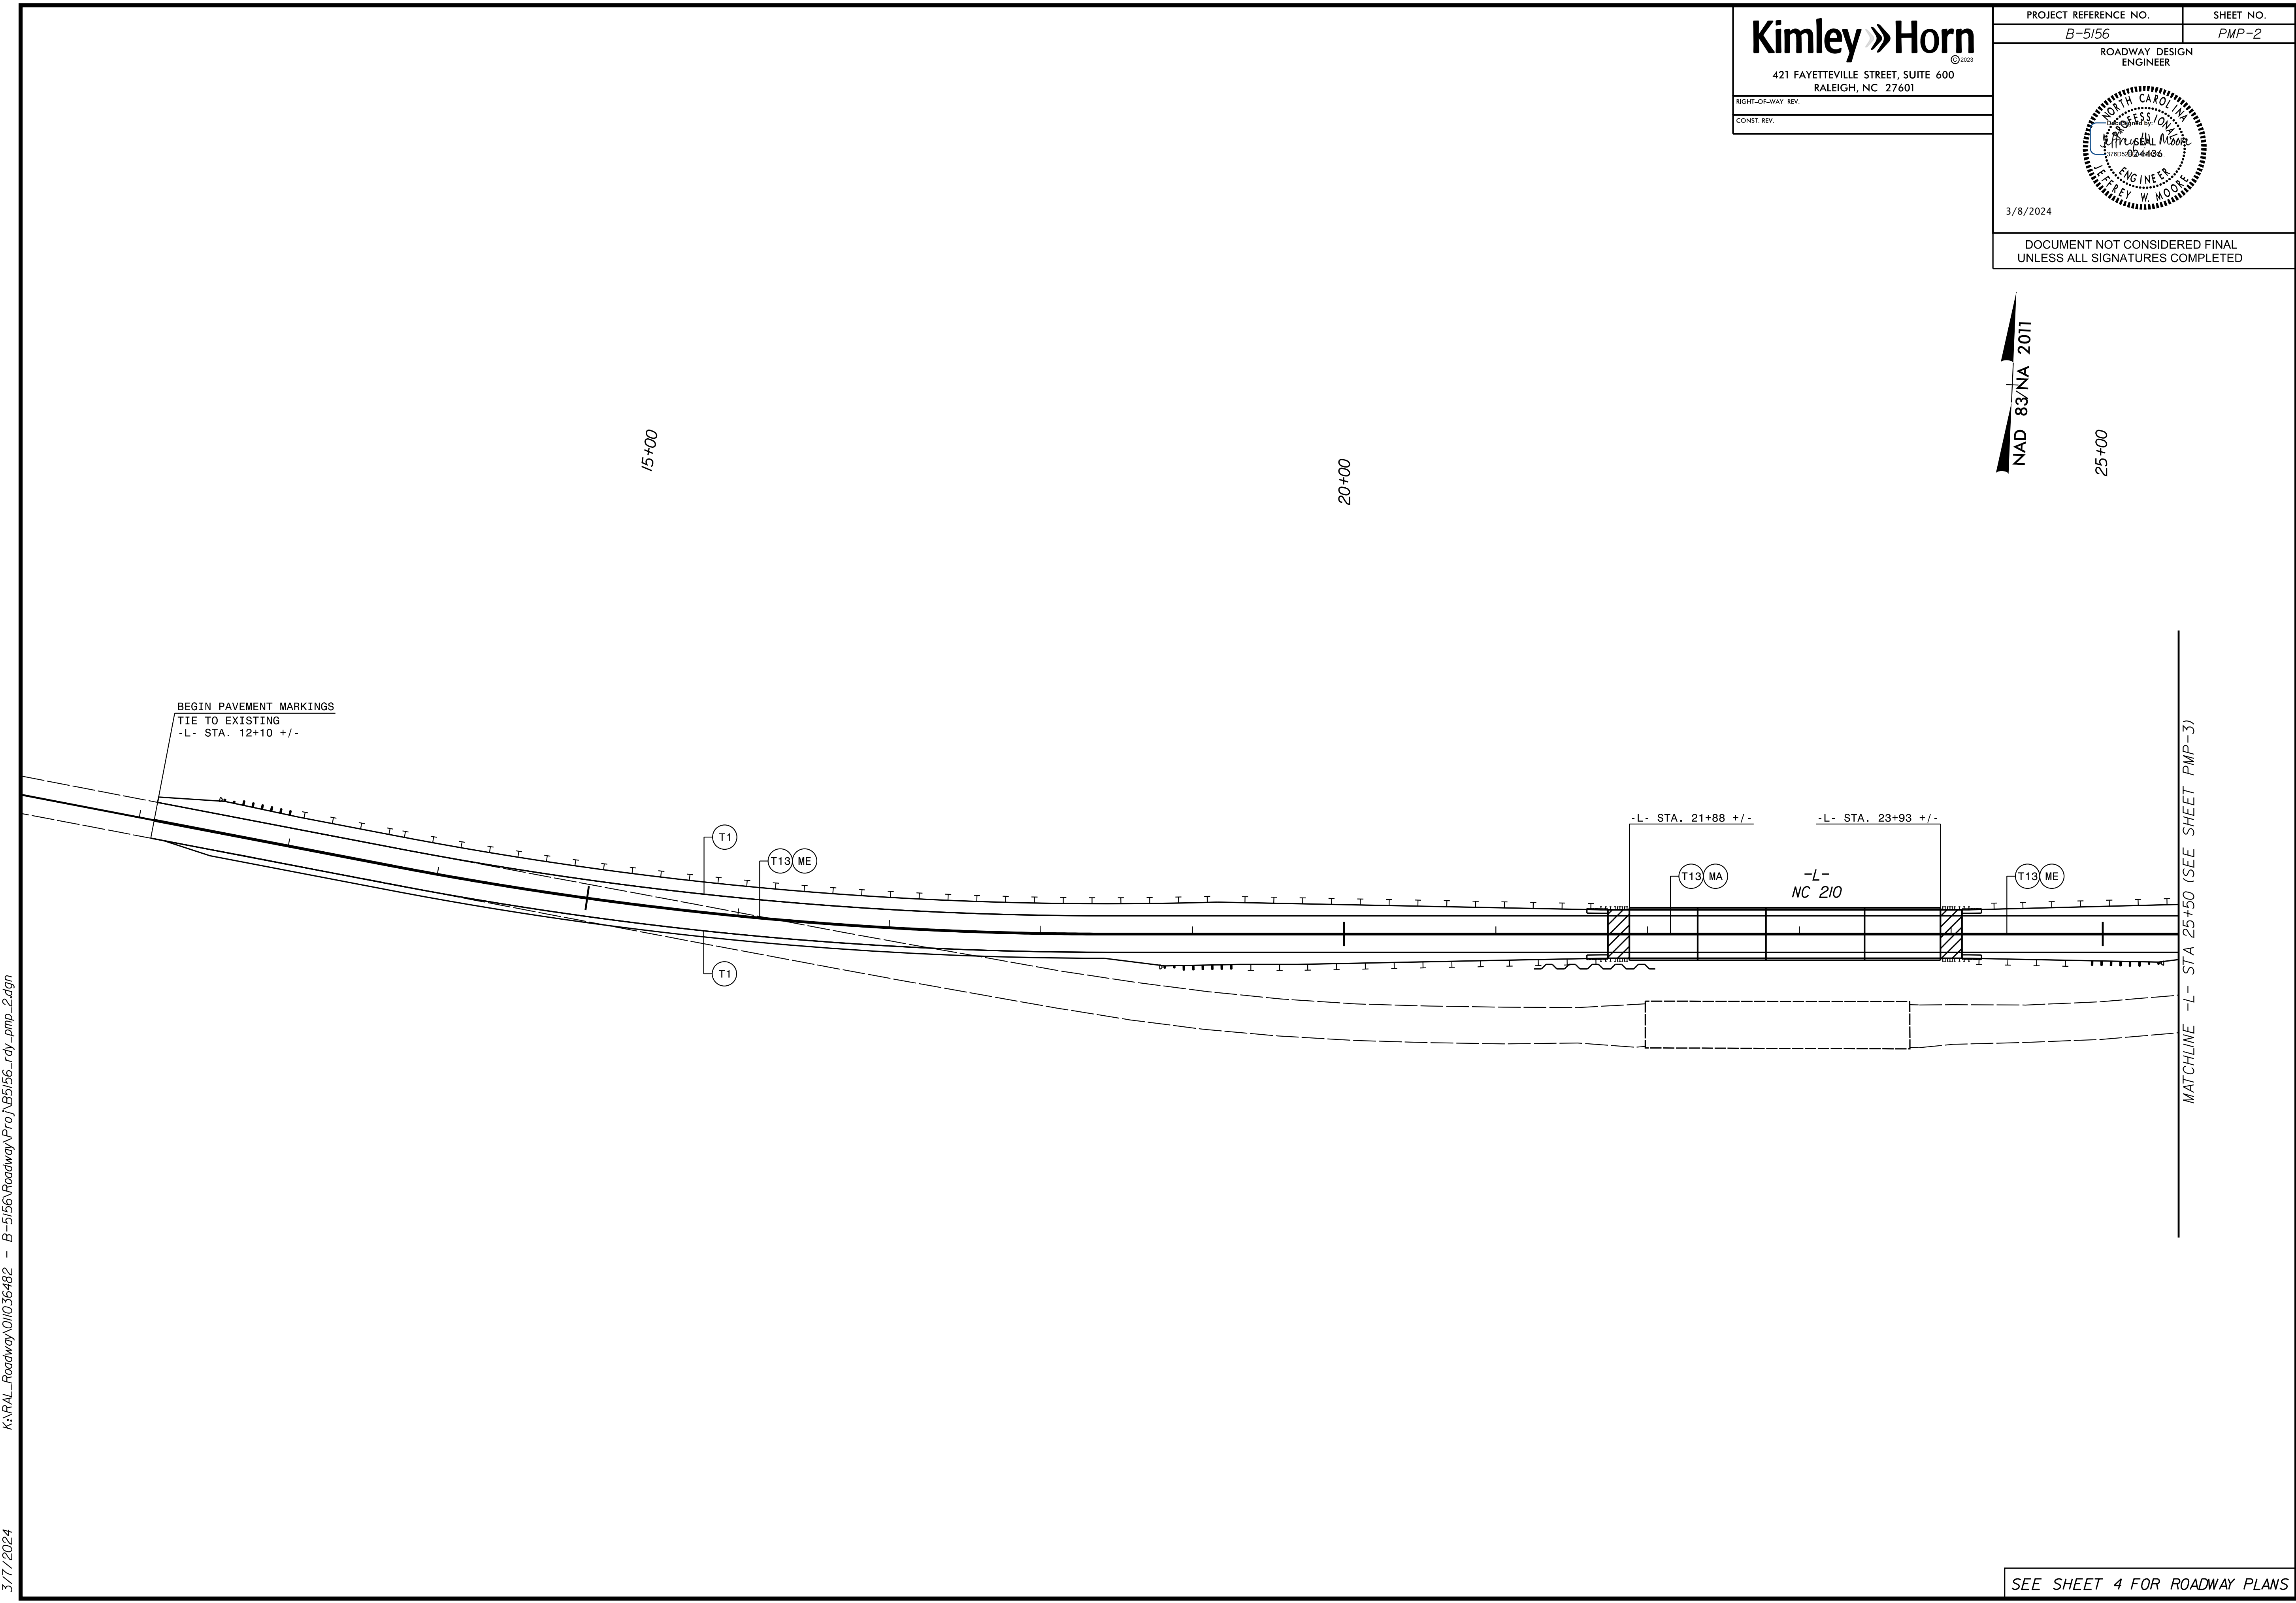 Kimley»Horn
© 2023
421 FAYETTEVILLE STREET, SUITE 600
RALEIGH, NC 27601
RIGHT-OF-WAY REV.
CONST. REV.
PROJECT REFERENCE NO.
SHEET NO.
B-5156
PMP-2
ROADWAY DESIGN
ENGINEER
NORTH CAROLINA
PROFESSIONAL
SEAL
024436
ENGINEER
JEFFREY W. MOORE
3/8/2024
DOCUMENT NOT CONSIDERED FINAL
UNLESS ALL SIGNATURES COMPLETED
NAD 83/NA 2011
15+00
20+00
25+00
BEGIN PAVEMENT MARKINGS
TIE TO EXISTING
-L- STA. 12+10 +/-
T1
T13 ME
T1
-L- STA. 21+88 +/-
-L- STA. 23+93 +/-
T13 MA
-L-
NC 210
T13 ME
MATCHLINE -L- STA 25+50 (SEE SHEET PMP-3)
K:\RAL_Roadway\011036482 - B-5156\Roadway\Proj\B5156_rdy_pmp_2.dgn
3/7/2024
SEE SHEET 4 FOR ROADWAY PLANS